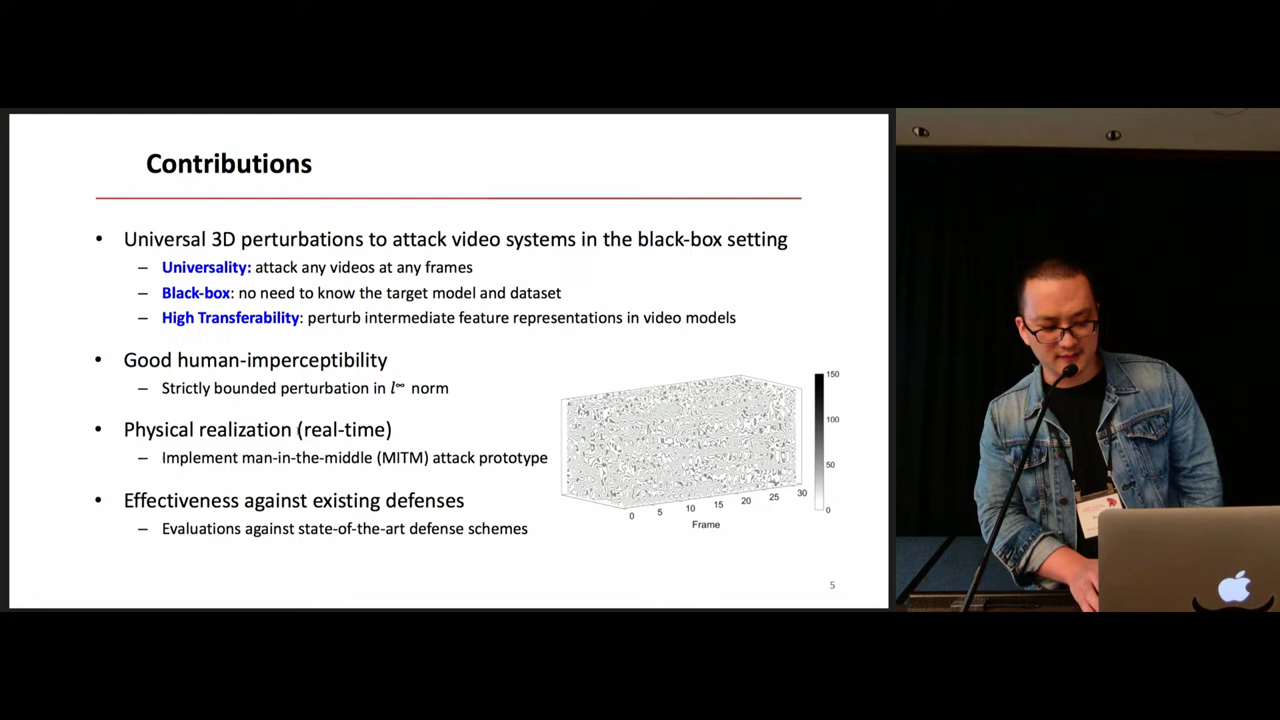 Contributions
• Universal 3D perturbations to attack video systems in the black-box setting
– Universality: attack any videos at any frames
– Black-box: no need to know the target model and dataset
– High Transferability: perturb intermediate feature representations in video models
• Good human-imperceptibility
– Strictly bounded perturbation in l∞ norm
• Physical realization (real-time)
– Implement man-in-the-middle (MITM) attack prototype
• Effectiveness against existing defenses
– Evaluations against state-of-the-art defense schemes
150
100
50
0
0 5 10 15 20 25 30
Frame
5